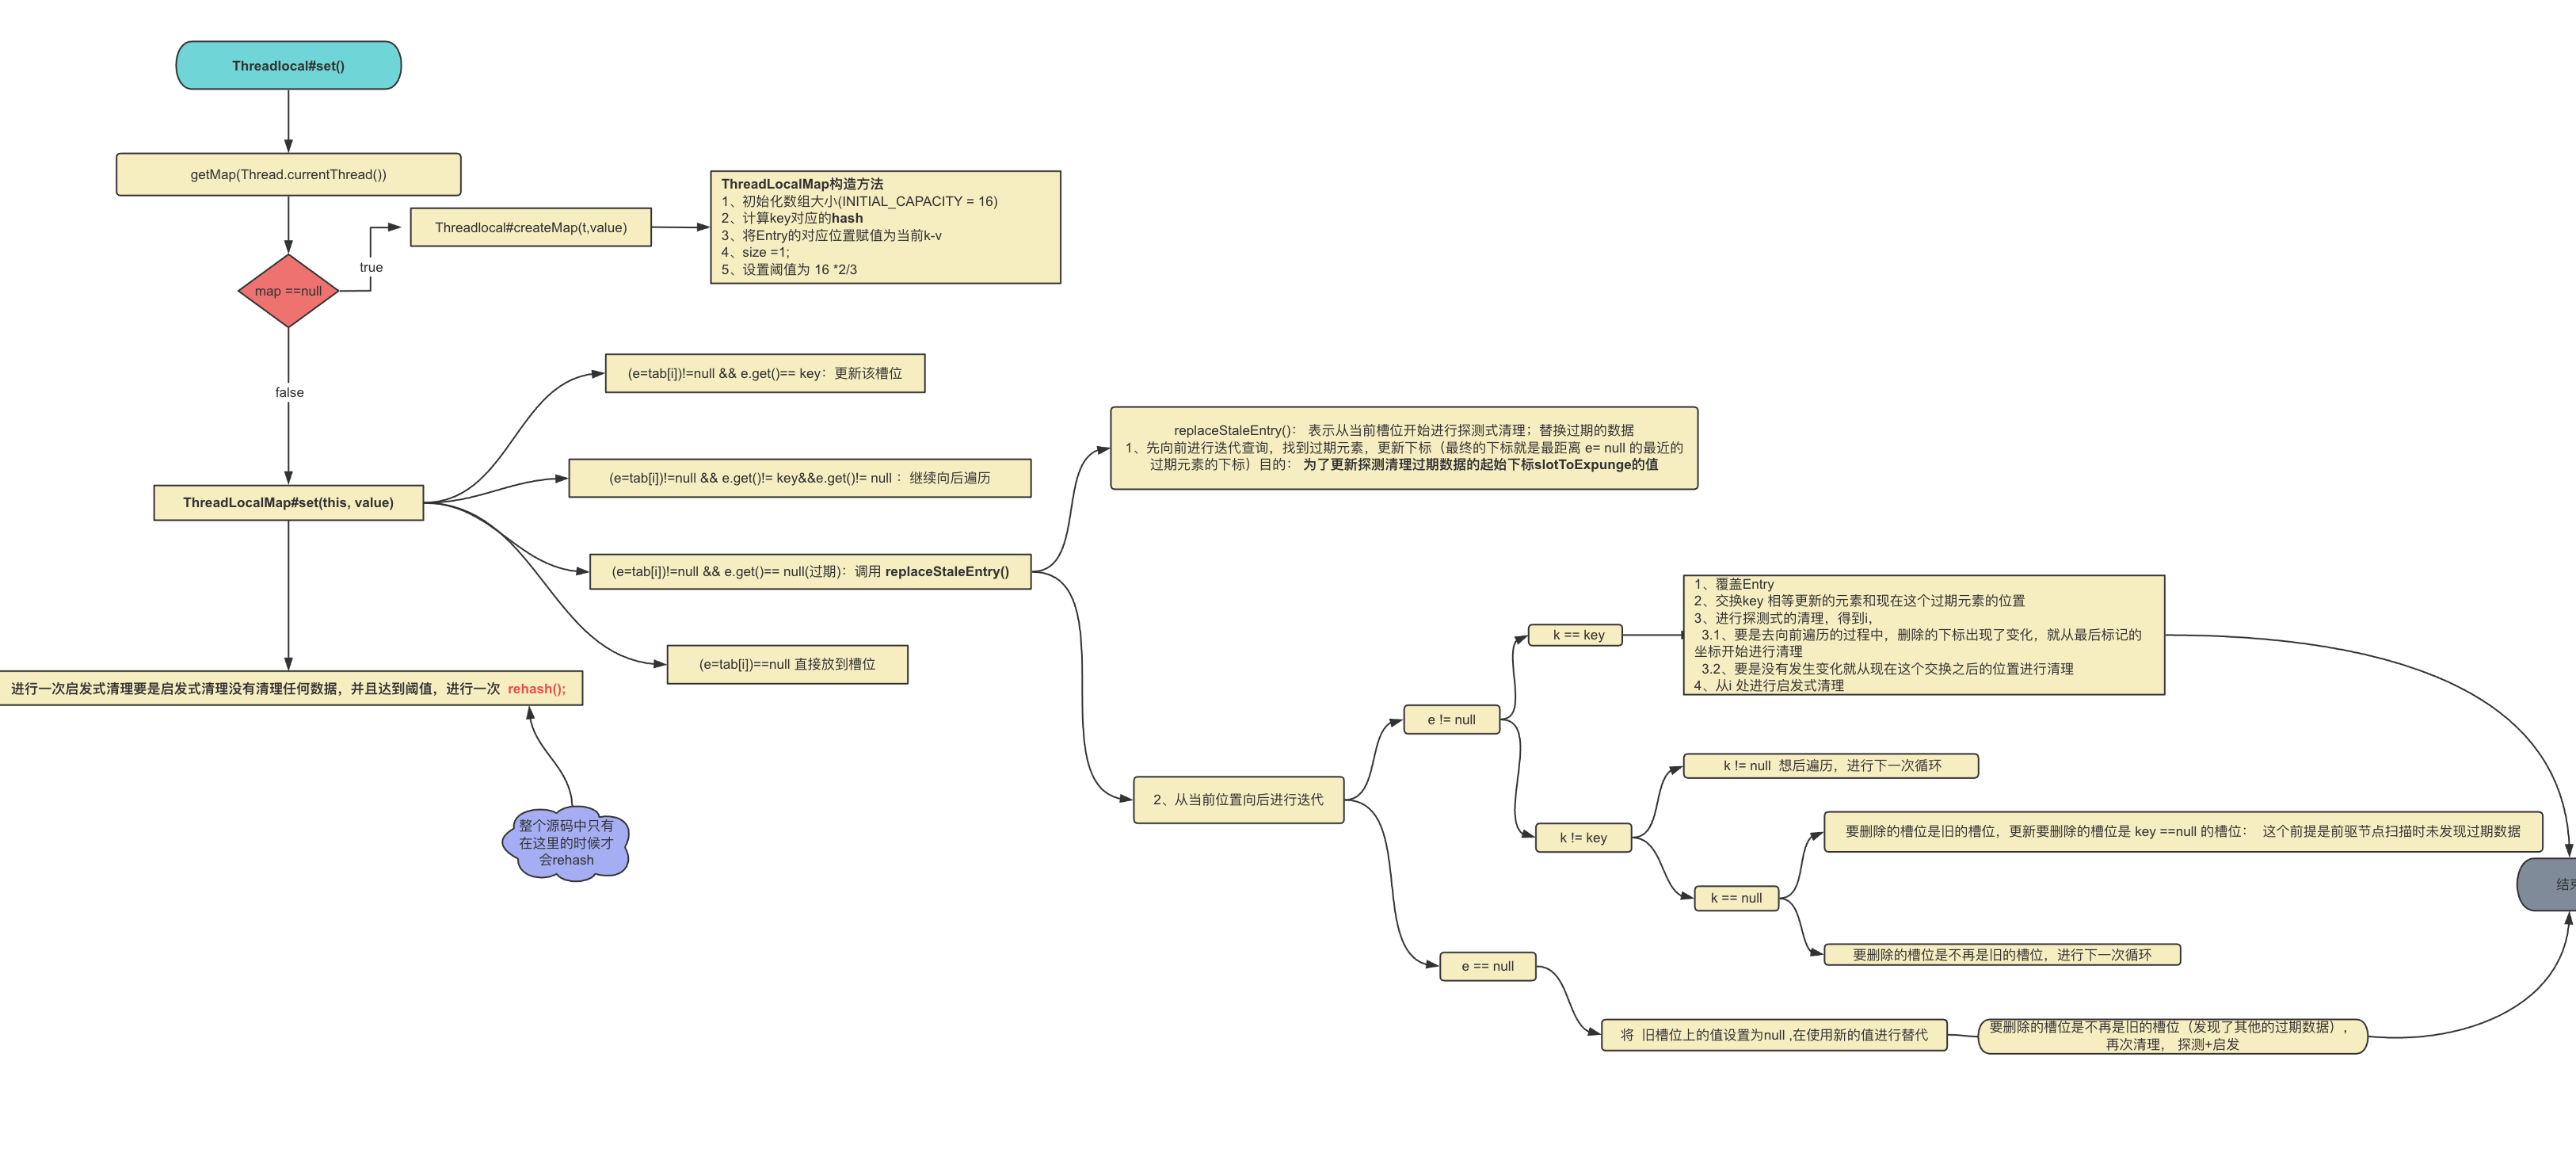 Threadlocal#set()
getMap(Thread.currentThread())
map ==null
true
Threadlocal#createMap(t,value)
ThreadLocalMap构造方法
1、初始化数组大小(INITIAL_CAPACITY = 16)
2、计算key对应的hash
3、将Entry的对应位置赋值为当前k-v
4、size =1;
5、设置阈值为 16 *2/3
false
ThreadLocalMap#set(this, value)
(e=tab[i])!=null && e.get()== key：更新该槽位
(e=tab[i])!=null && e.get()!= key&&e.get()!= null ：继续向后遍历
(e=tab[i])!=null && e.get()== null(过期)：调用 replaceStaleEntry()
(e=tab[i])==null 直接放到槽位
进行一次启发式清理要是启发式清理没有清理任何数据，并且达到阈值，进行一次 rehash();
整个源码中只有
在这里的时候才
会rehash
replaceStaleEntry()： 表示从当前槽位开始进行探测式清理；替换过期的数据
1、先向前进行迭代查询，找到过期元素，更新下标（最终的下标就是最距离 e= null 的最近的
过期元素的下标）目的： 为了更新探测清理过期数据的起始下标slotToExpunge的值
2、从当前位置向后进行迭代
e != null
k == key
1、覆盖Entry
2、交换key 相等更新的元素和现在这个过期元素的位置
3、进行探测式的清理，得到i，
3.1、要是去向前遍历的过程中，删除的下标出现了变化，就从最后标记的
坐标开始进行清理
3.2、要是没有发生变化就从现在这个交换之后的位置进行清理
4、从i 处进行启发式清理
k != key
k != null 想后遍历，进行下一次循环
k == null
要删除的槽位是旧的槽位，更新要删除的槽位是 key ==null 的槽位： 这个前提是前驱节点扫描时未发现过期数据
要删除的槽位是不再是旧的槽位，进行下一次循环
e == null
将 旧槽位上的值设置为null ,在使用新的值进行替代
要删除的槽位是不再是旧的槽位（发现了其他的过期数据），
再次清理， 探测+启发